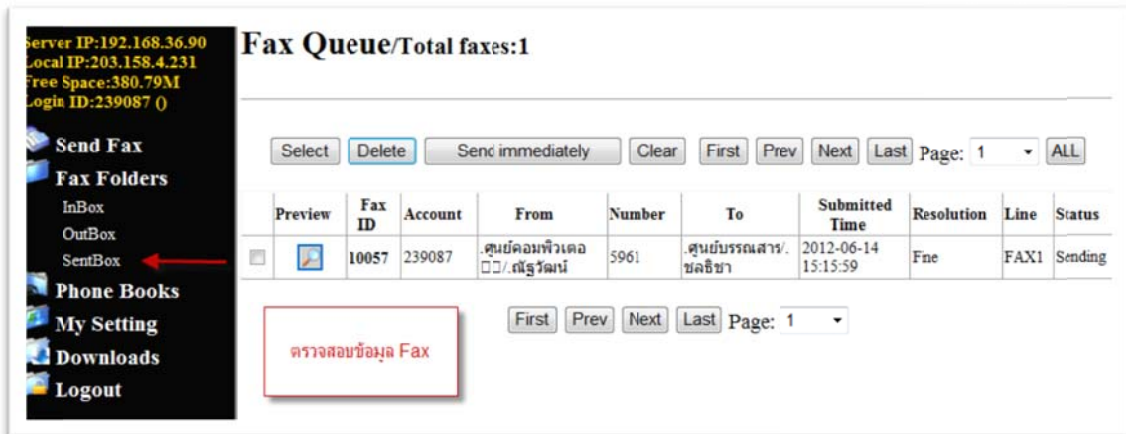 Server IP:192.168.36.90
Local IP:203.158.4.231
Free Space:380.79M
Login ID:239087 ()
Send Fax
Fax Folders
InBox
OutBox
SentBox
Phone Books
My Setting
Downloads
Logout
Fax Queue/Total faxes:1
Select Delete Send immediately Clear First Prev Next Last Page: 1 ALL
Preview Fax ID Account From Number To Submitted Time Resolution Line Status
10057 239087 .ศูนย์คอมพิวเตอ□□/.ณัฐวัฒน์ 5961 .ศูนย์บรรณสาร/.ชลธิชา 2012-06-14 15:15:59 Fine FAX1 Sending
First Prev Next Last Page: 1
ตรวจสอบข้อมูล Fax